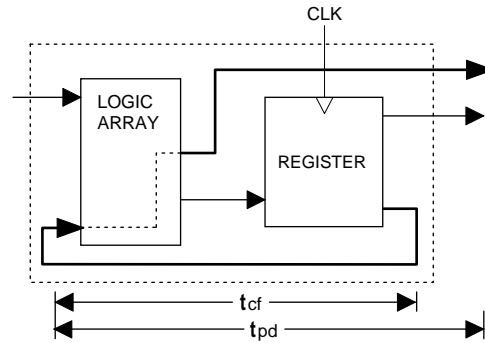 CLK
LOGIC
ARRAY
REGISTER
tcf
tpd